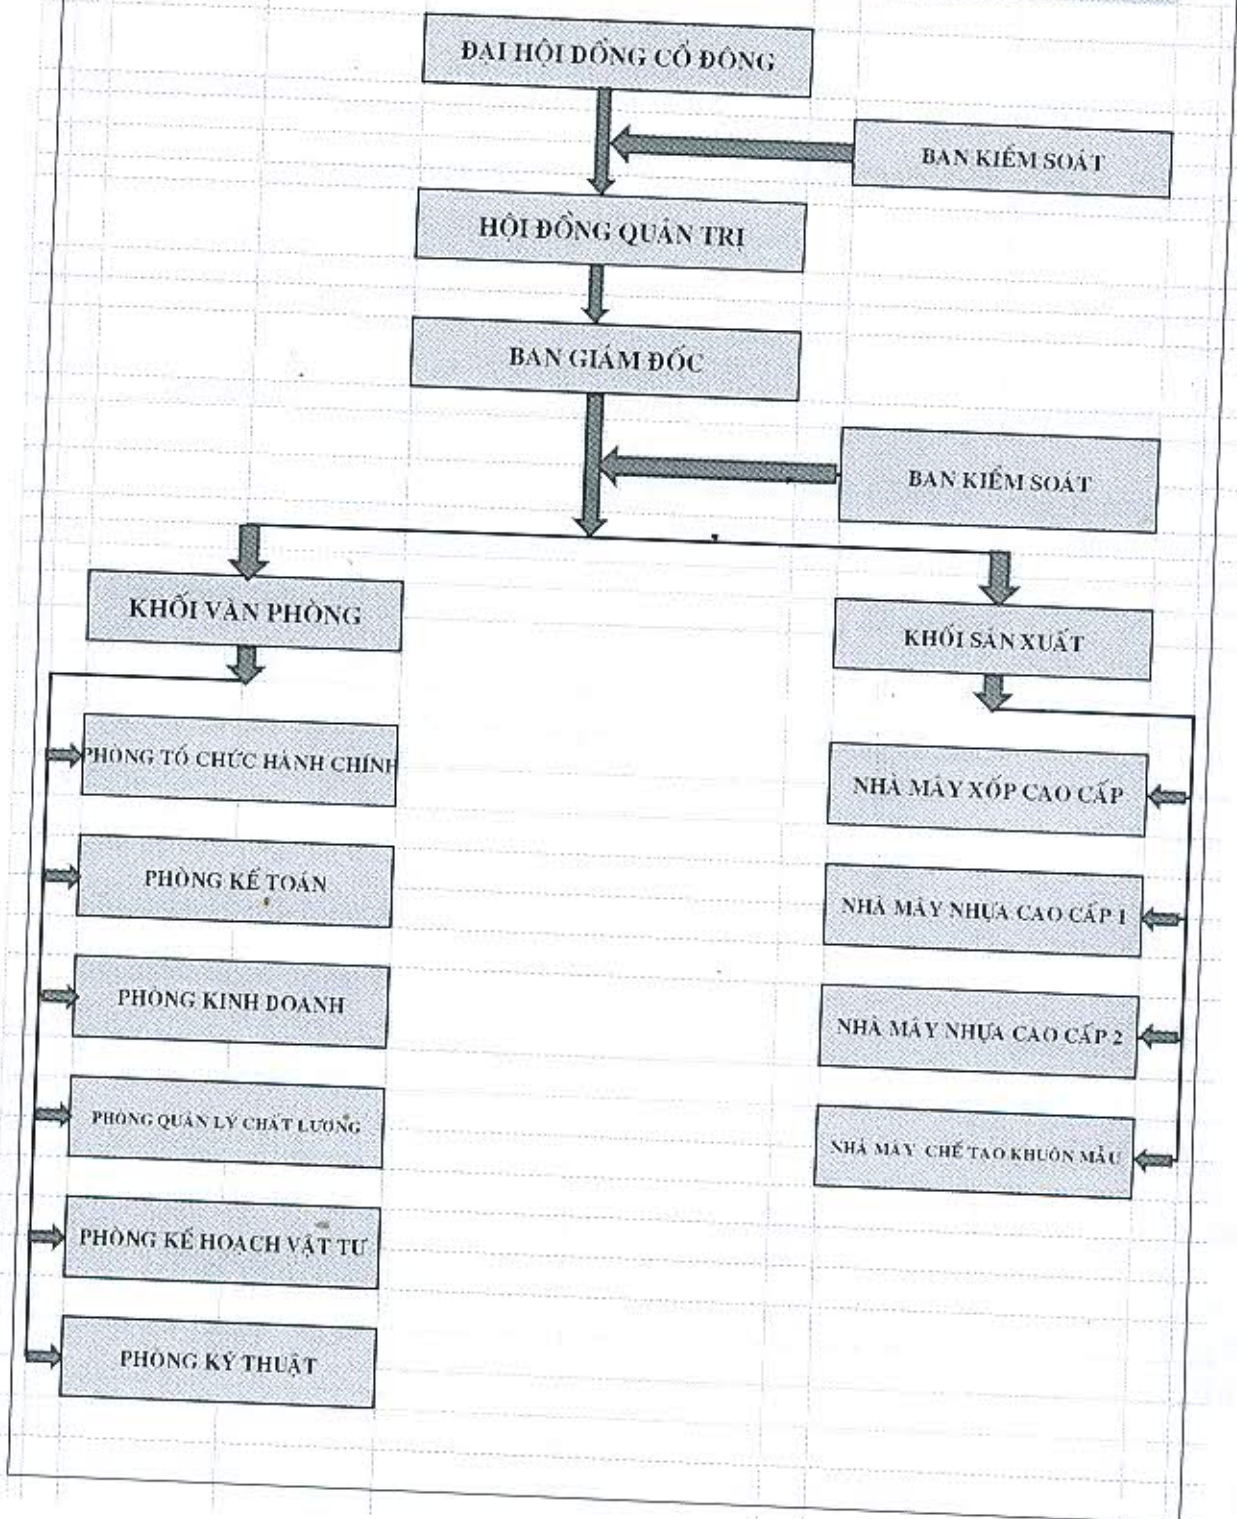 ĐẠI HỘI ĐỒNG CỔ ĐÔNG
BAN KIỂM SOÁT
HỘI ĐỒNG QUẢN TRỊ
BAN GIÁM ĐỐC
BAN KIỂM SOÁT
KHỐI VĂN PHÒNG
KHỐI SẢN XUẤT
PHÒNG TỔ CHỨC HÀNH CHÍNH
NHÀ MÁY XỐP CAO CẤP
PHÒNG KẾ TOÁN
NHÀ MÁY NHỰA CAO CẤP 1
PHÒNG KINH DOANH
NHÀ MÁY NHỰA CAO CẤP 2
PHÒNG QUẢN LÝ CHẤT LƯỢNG
NHÀ MÁY CHẾ TẠO KHUÔN MẪU
PHÒNG KẾ HOẠCH VẬT TƯ
PHÒNG KỸ THUẬT